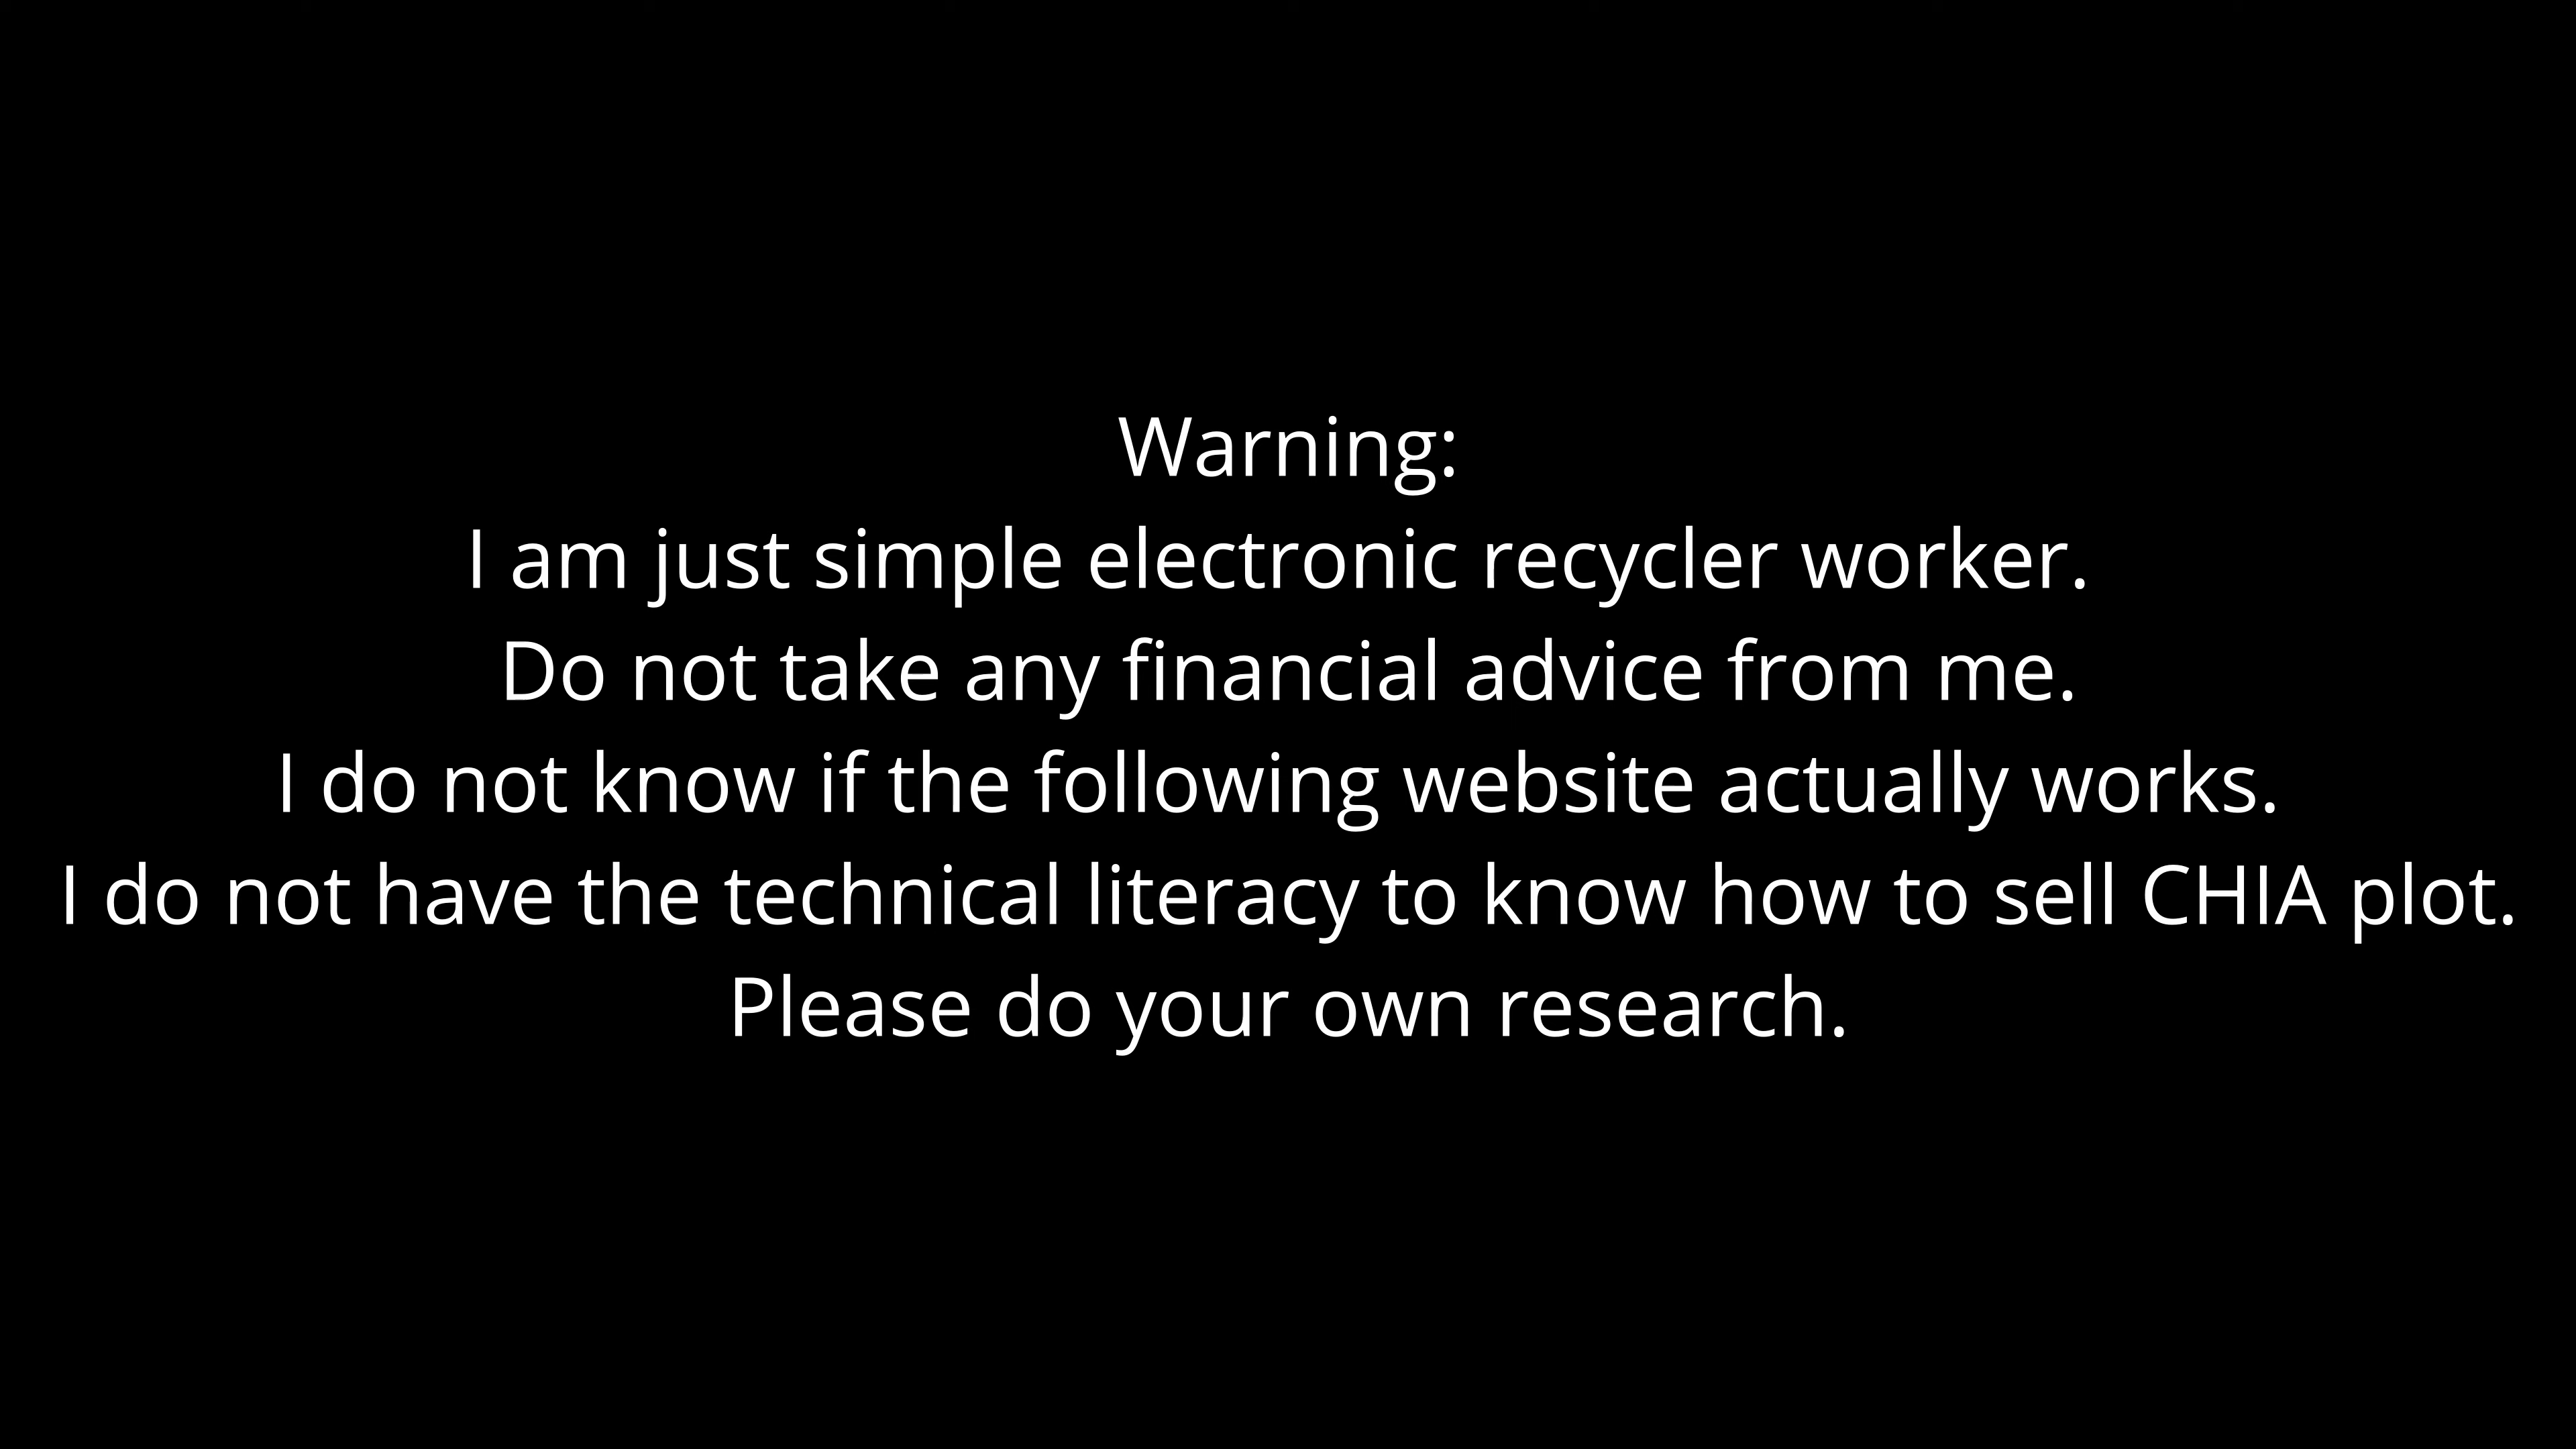 Warning:
I am just simple electronic recycler worker.
Do not take any financial advice from me.
I do not know if the following website actually works.
I do not have the technical literacy to know how to sell CHIA plot.
Please do your own research.